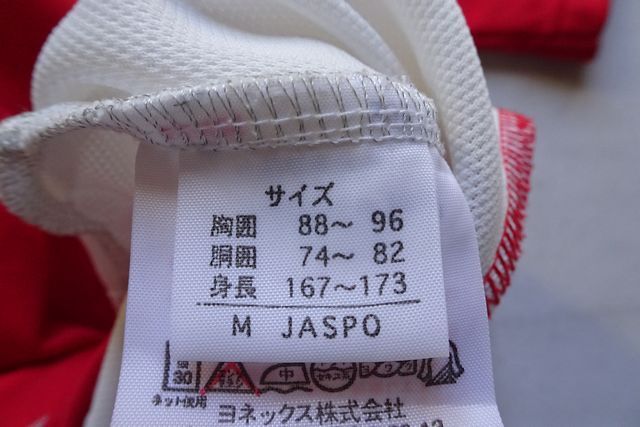 サイズ
胸囲 88〜 96
胴囲 74〜 82
身長 167〜173
M JASPO
30 中
ネット使用
ヨネックス株式会社